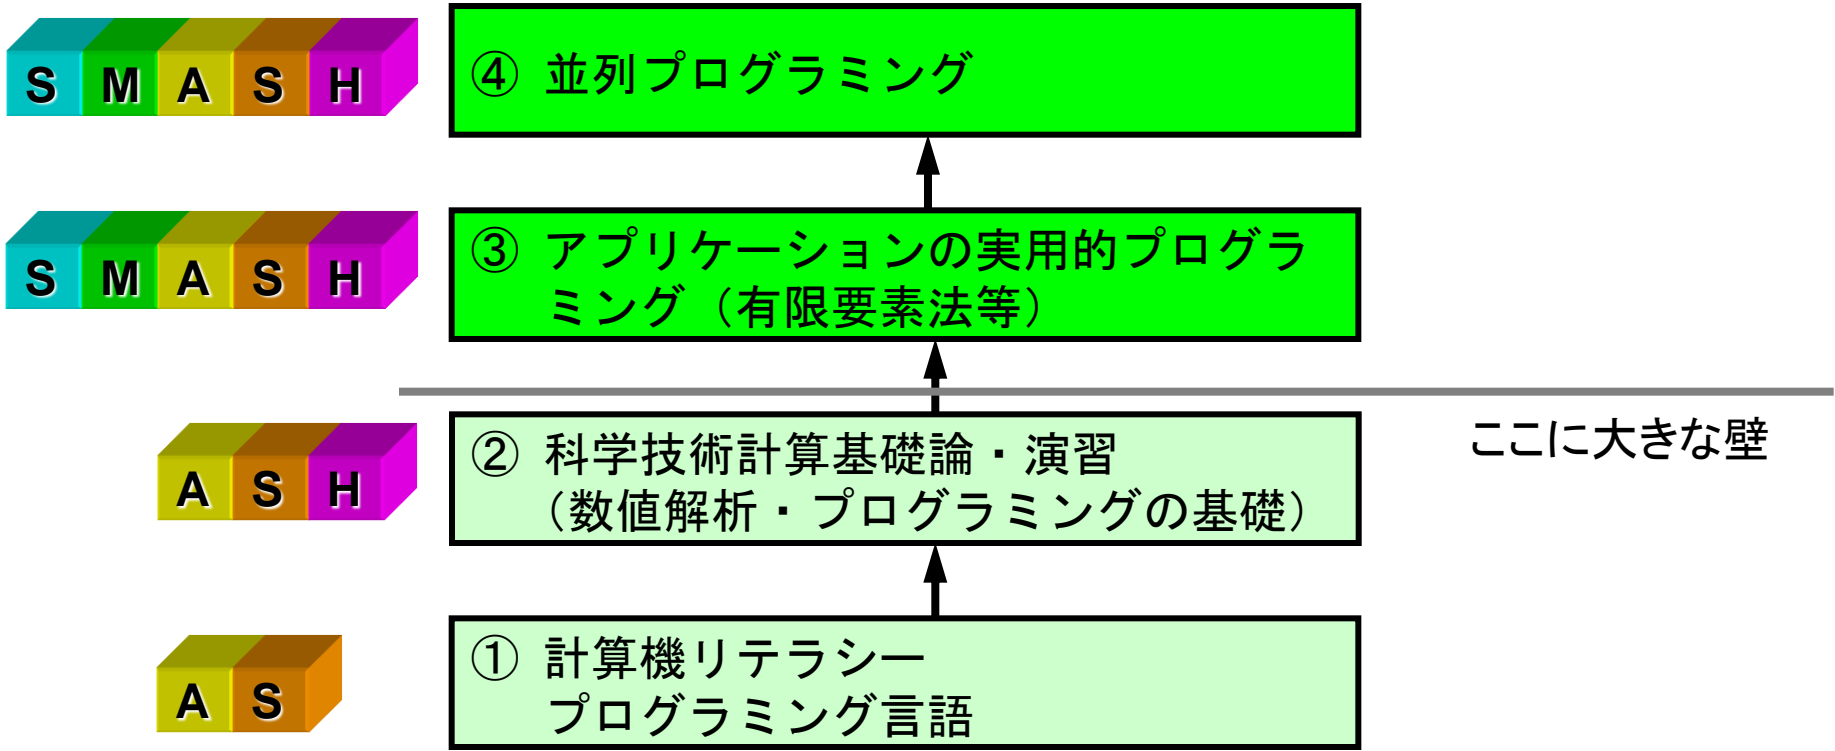 S M A S H
④ 並列プログラミング
S M A S H
③ アプリケーションの実用的プログラ
ミング（有限要素法等）
ここに大きな壁
A S H
② 科学技術計算基礎論・演習
（数値解析・プログラミングの基礎）
A S
① 計算機リテラシー
プログラミング言語